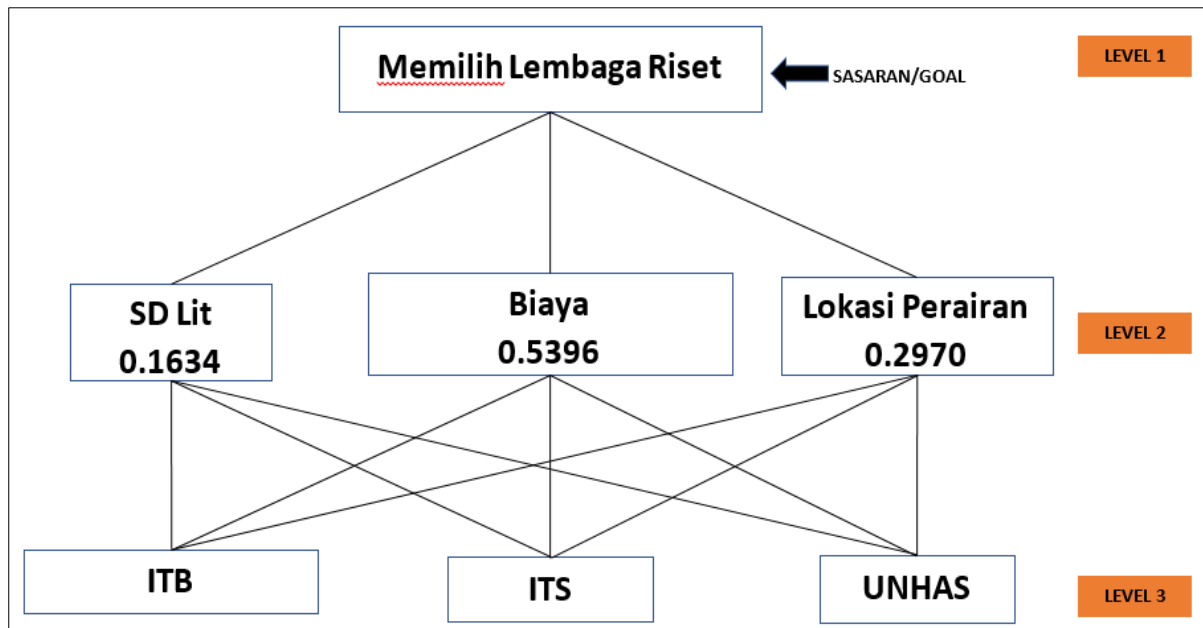 Memilih Lembaga Riset
SASARAN/GOAL
LEVEL 1
SD Lit
0.1634
Biaya
0.5396
Lokasi Perairan
0.2970
LEVEL 2
ITB
ITS
UNHAS
LEVEL 3